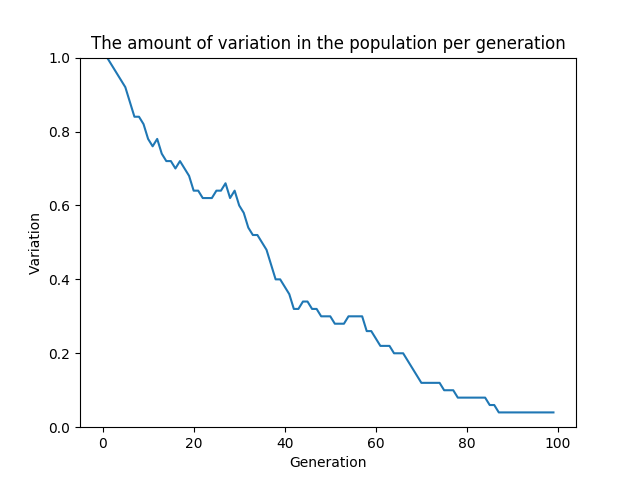 The amount of variation in the population per generation
1.0
0.8
0.6
0.4
0.2
0.0
Variation
0 20 40 60 80 100
Generation